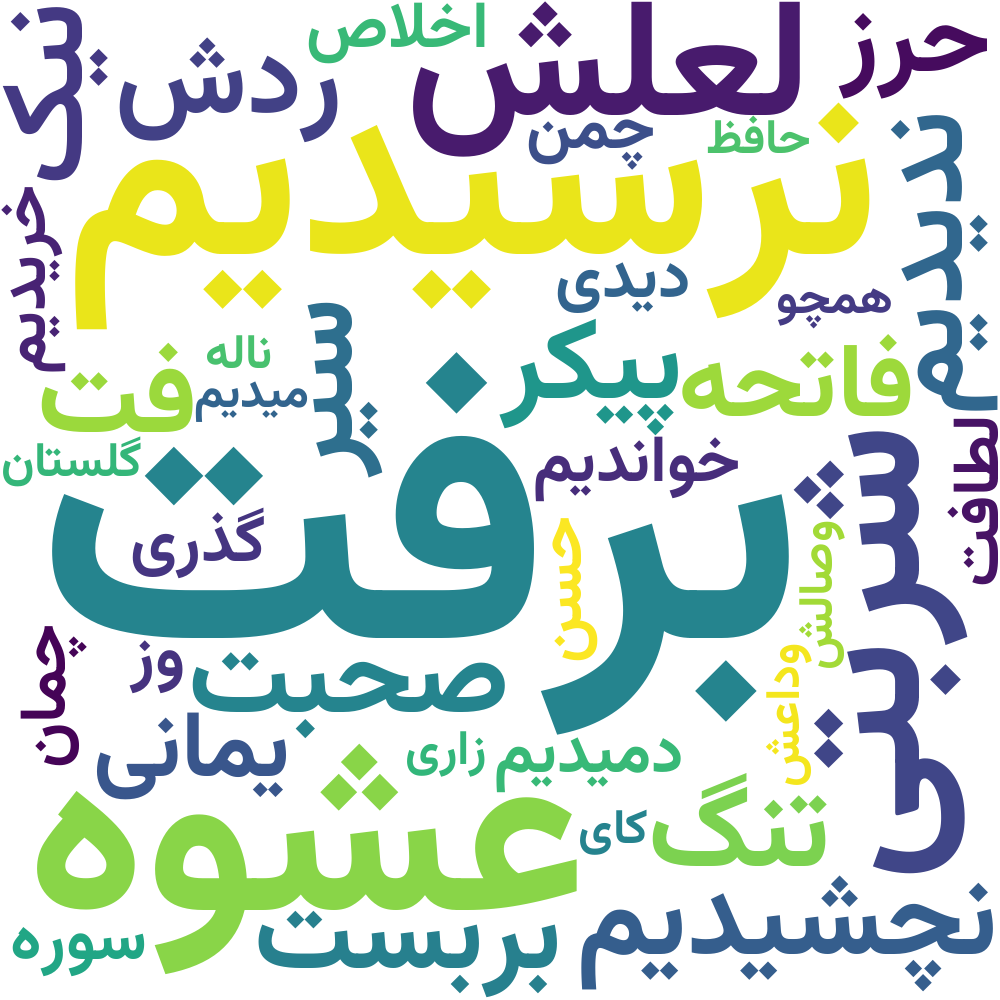 نیک
اخلاص
لعلش
حرز
ردش
چمن
حافظ
ندیدیم
نرسیدیم
خریدیم
دیدی
همچو
سیر
ناله
پیکر
فاتحه
فت
میدیم
لطافت
گلستان
خواندیم
شربتی
برفت
گذری
حسن
وصالش
چمان
وز
صحبت
وداعش
یمانی
زاری
دمیدیم
عشوه
کای
تنگ
نچشیدیم
بربست
سوره